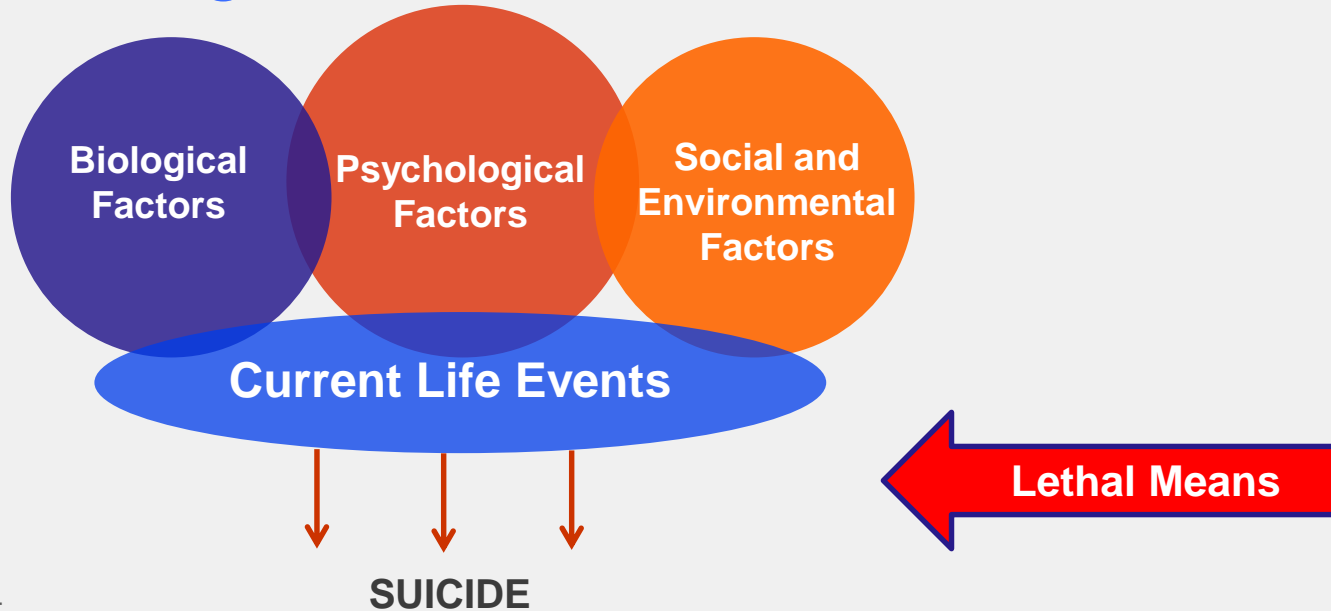 Biological
Factors
Psychological
Factors
Social and
Environmental
Factors
Current Life Events
Lethal Means
SUICIDE